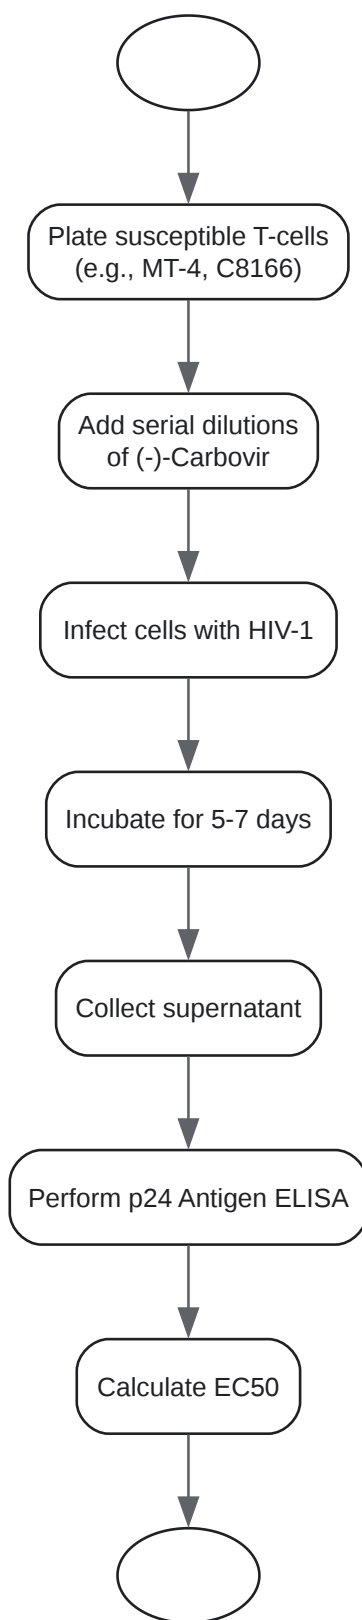 Plate susceptible T-cells
(e.g., MT-4, C8166)
Add serial dilutions
of (-)-Carbovir
Infect cells with HIV-1
Incubate for 5-7 days
Collect supernatant
Perform p24 Antigen ELISA
Calculate EC50